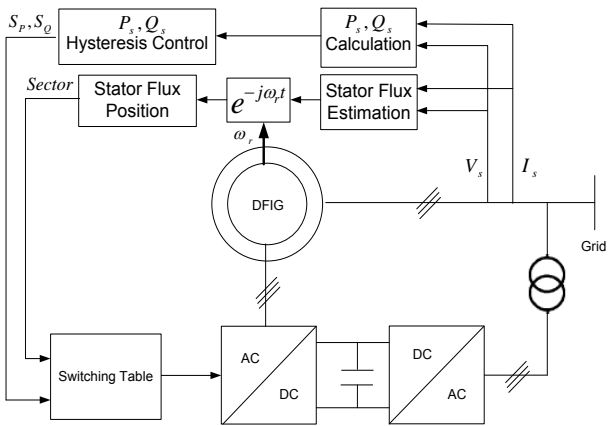 S_P, S_Q
P_s, Q_s
Hysteresis Control
P_s, Q_s
Calculation
Sector
Stator Flux
Position
e^{-jω_r t}
Stator Flux
Estimation
ω_r
V_s
I_s
DFIG
Grid
Switching Table
AC
DC
DC
AC